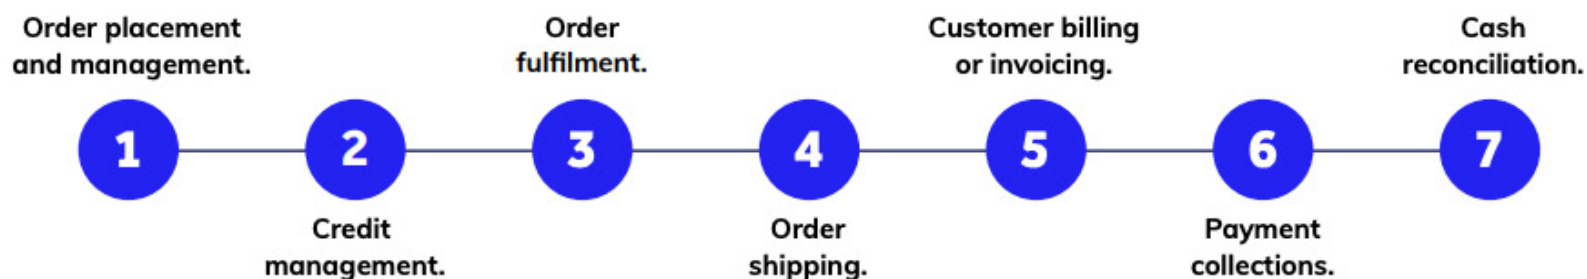 Order placement
and management.
Order
fulfilment.
Customer billing
or invoicing.
Cash
reconciliation.
1
2
3
4
5
6
7
Credit
management.
Order
shipping.
Payment
collections.